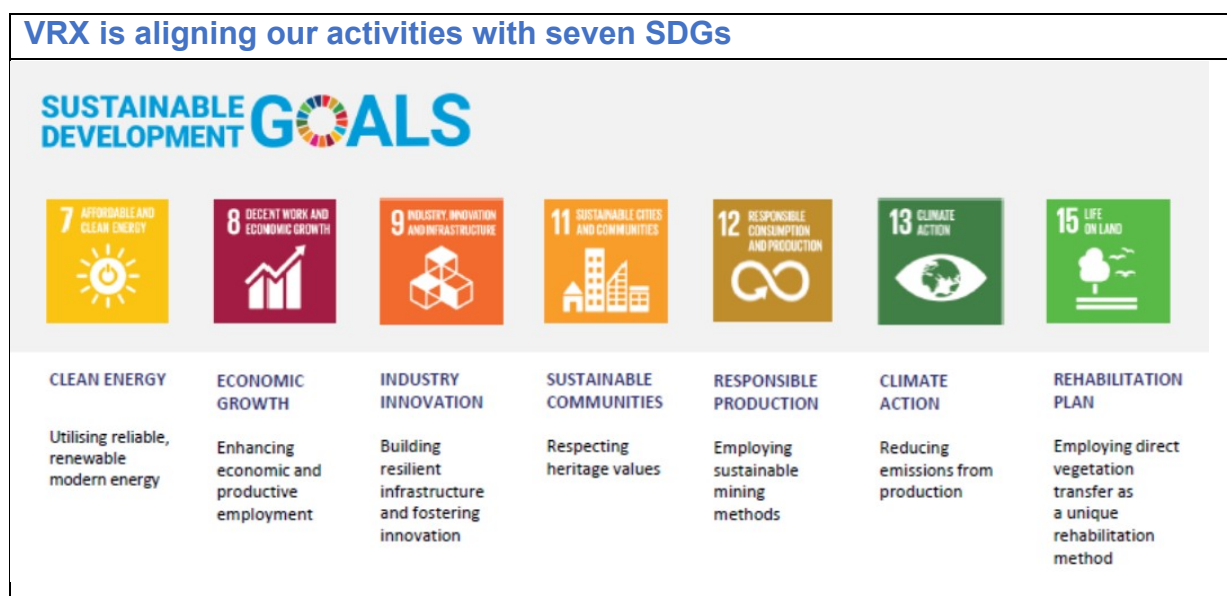 VRX is aligning our activities with seven SDGs
SUSTAINABLE
DEVELOPMENT
GOALS
7 AFFORDABLE AND
CLEAN ENERGY
8 DECENT WORK AND
ECONOMIC GROWTH
9 INDUSTRY, INNOVATION
AND INFRASTRUCTURE
11 SUSTAINABLE CITIES
AND COMMUNITIES
12 RESPONSIBLE
CONSUMPTION
AND PRODUCTION
13 CLIMATE
ACTION
15 LIFE
ON LAND
CLEAN ENERGY
Utilising reliable,
renewable
modern energy
ECONOMIC
GROWTH
Enhancing
economic and
productive
employment
INDUSTRY
INNOVATION
Building
resilient
infrastructure
and fostering
innovation
SUSTAINABLE
COMMUNITIES
Respecting
heritage values
RESPONSIBLE
PRODUCTION
Employing
sustainable
mining
methods
CLIMATE
ACTION
Reducing
emissions from
production
REHABILITATION
PLAN
Employing direct
vegetation
transfer as
a unique
rehabilitation
method